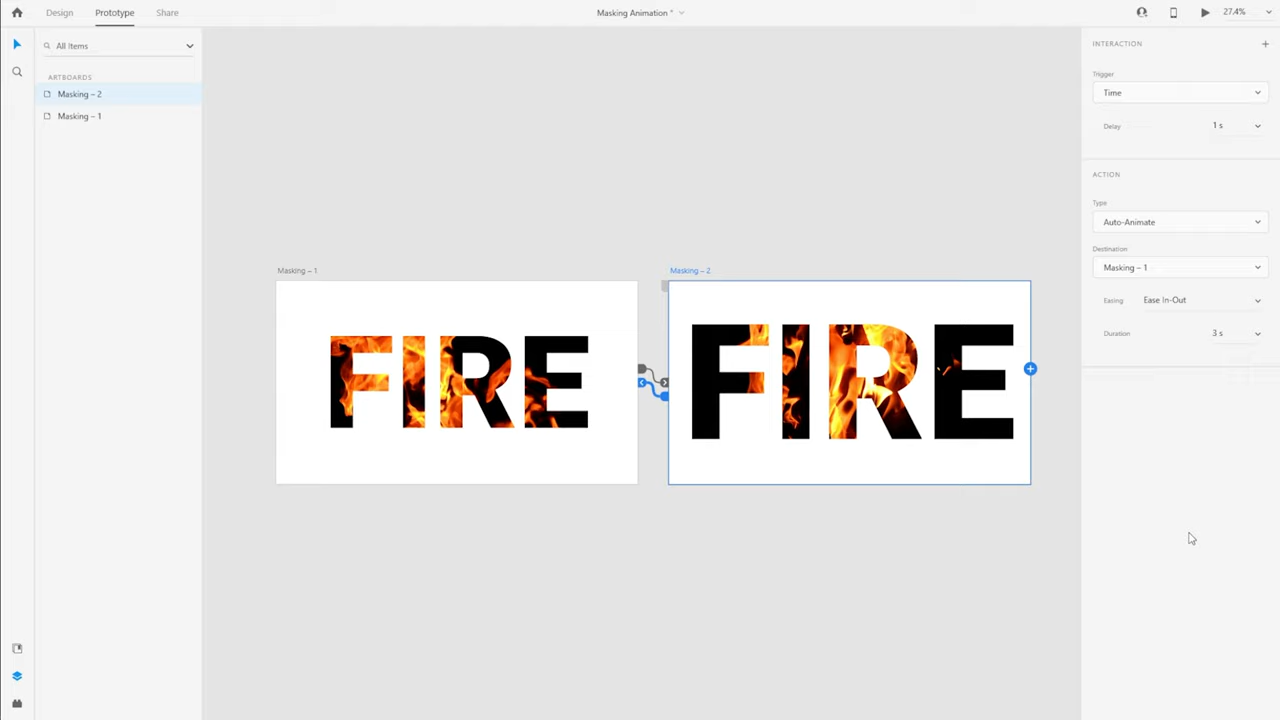 Design Prototype Share Masking Animation * 27.4%
All Items
ARTBOARDS
Masking – 2
Masking – 1
Masking – 1
FIRE
Masking – 2
FIRE
INTERACTION
Trigger
Time
Delay 1 s
ACTION
Type
Auto-Animate
Destination
Masking – 1
Easing Ease In-Out
Duration 3 s